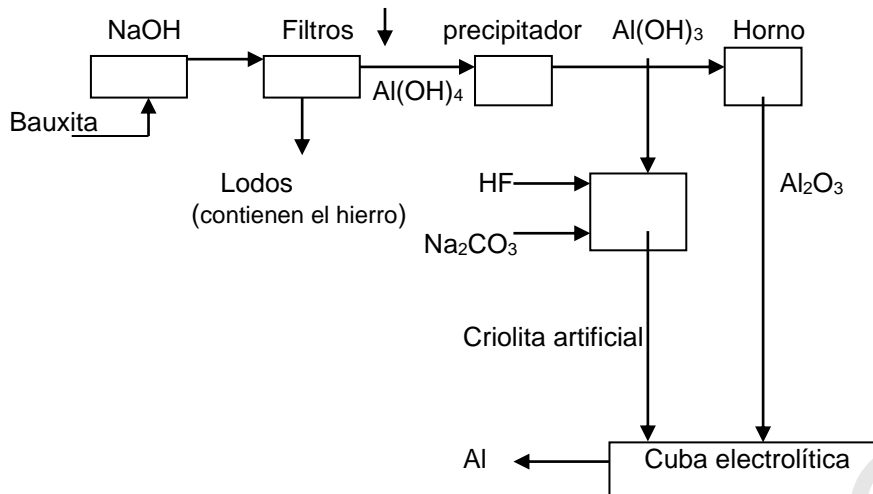 NaOH
Filtros
precipitador
Al(OH)₃
Horno
Al(OH)₄
Bauxita
Lodos
(contienen el hierro)
HF
Al₂O₃
Na₂CO₃
Criolita artificial
Al
Cuba electrolítica